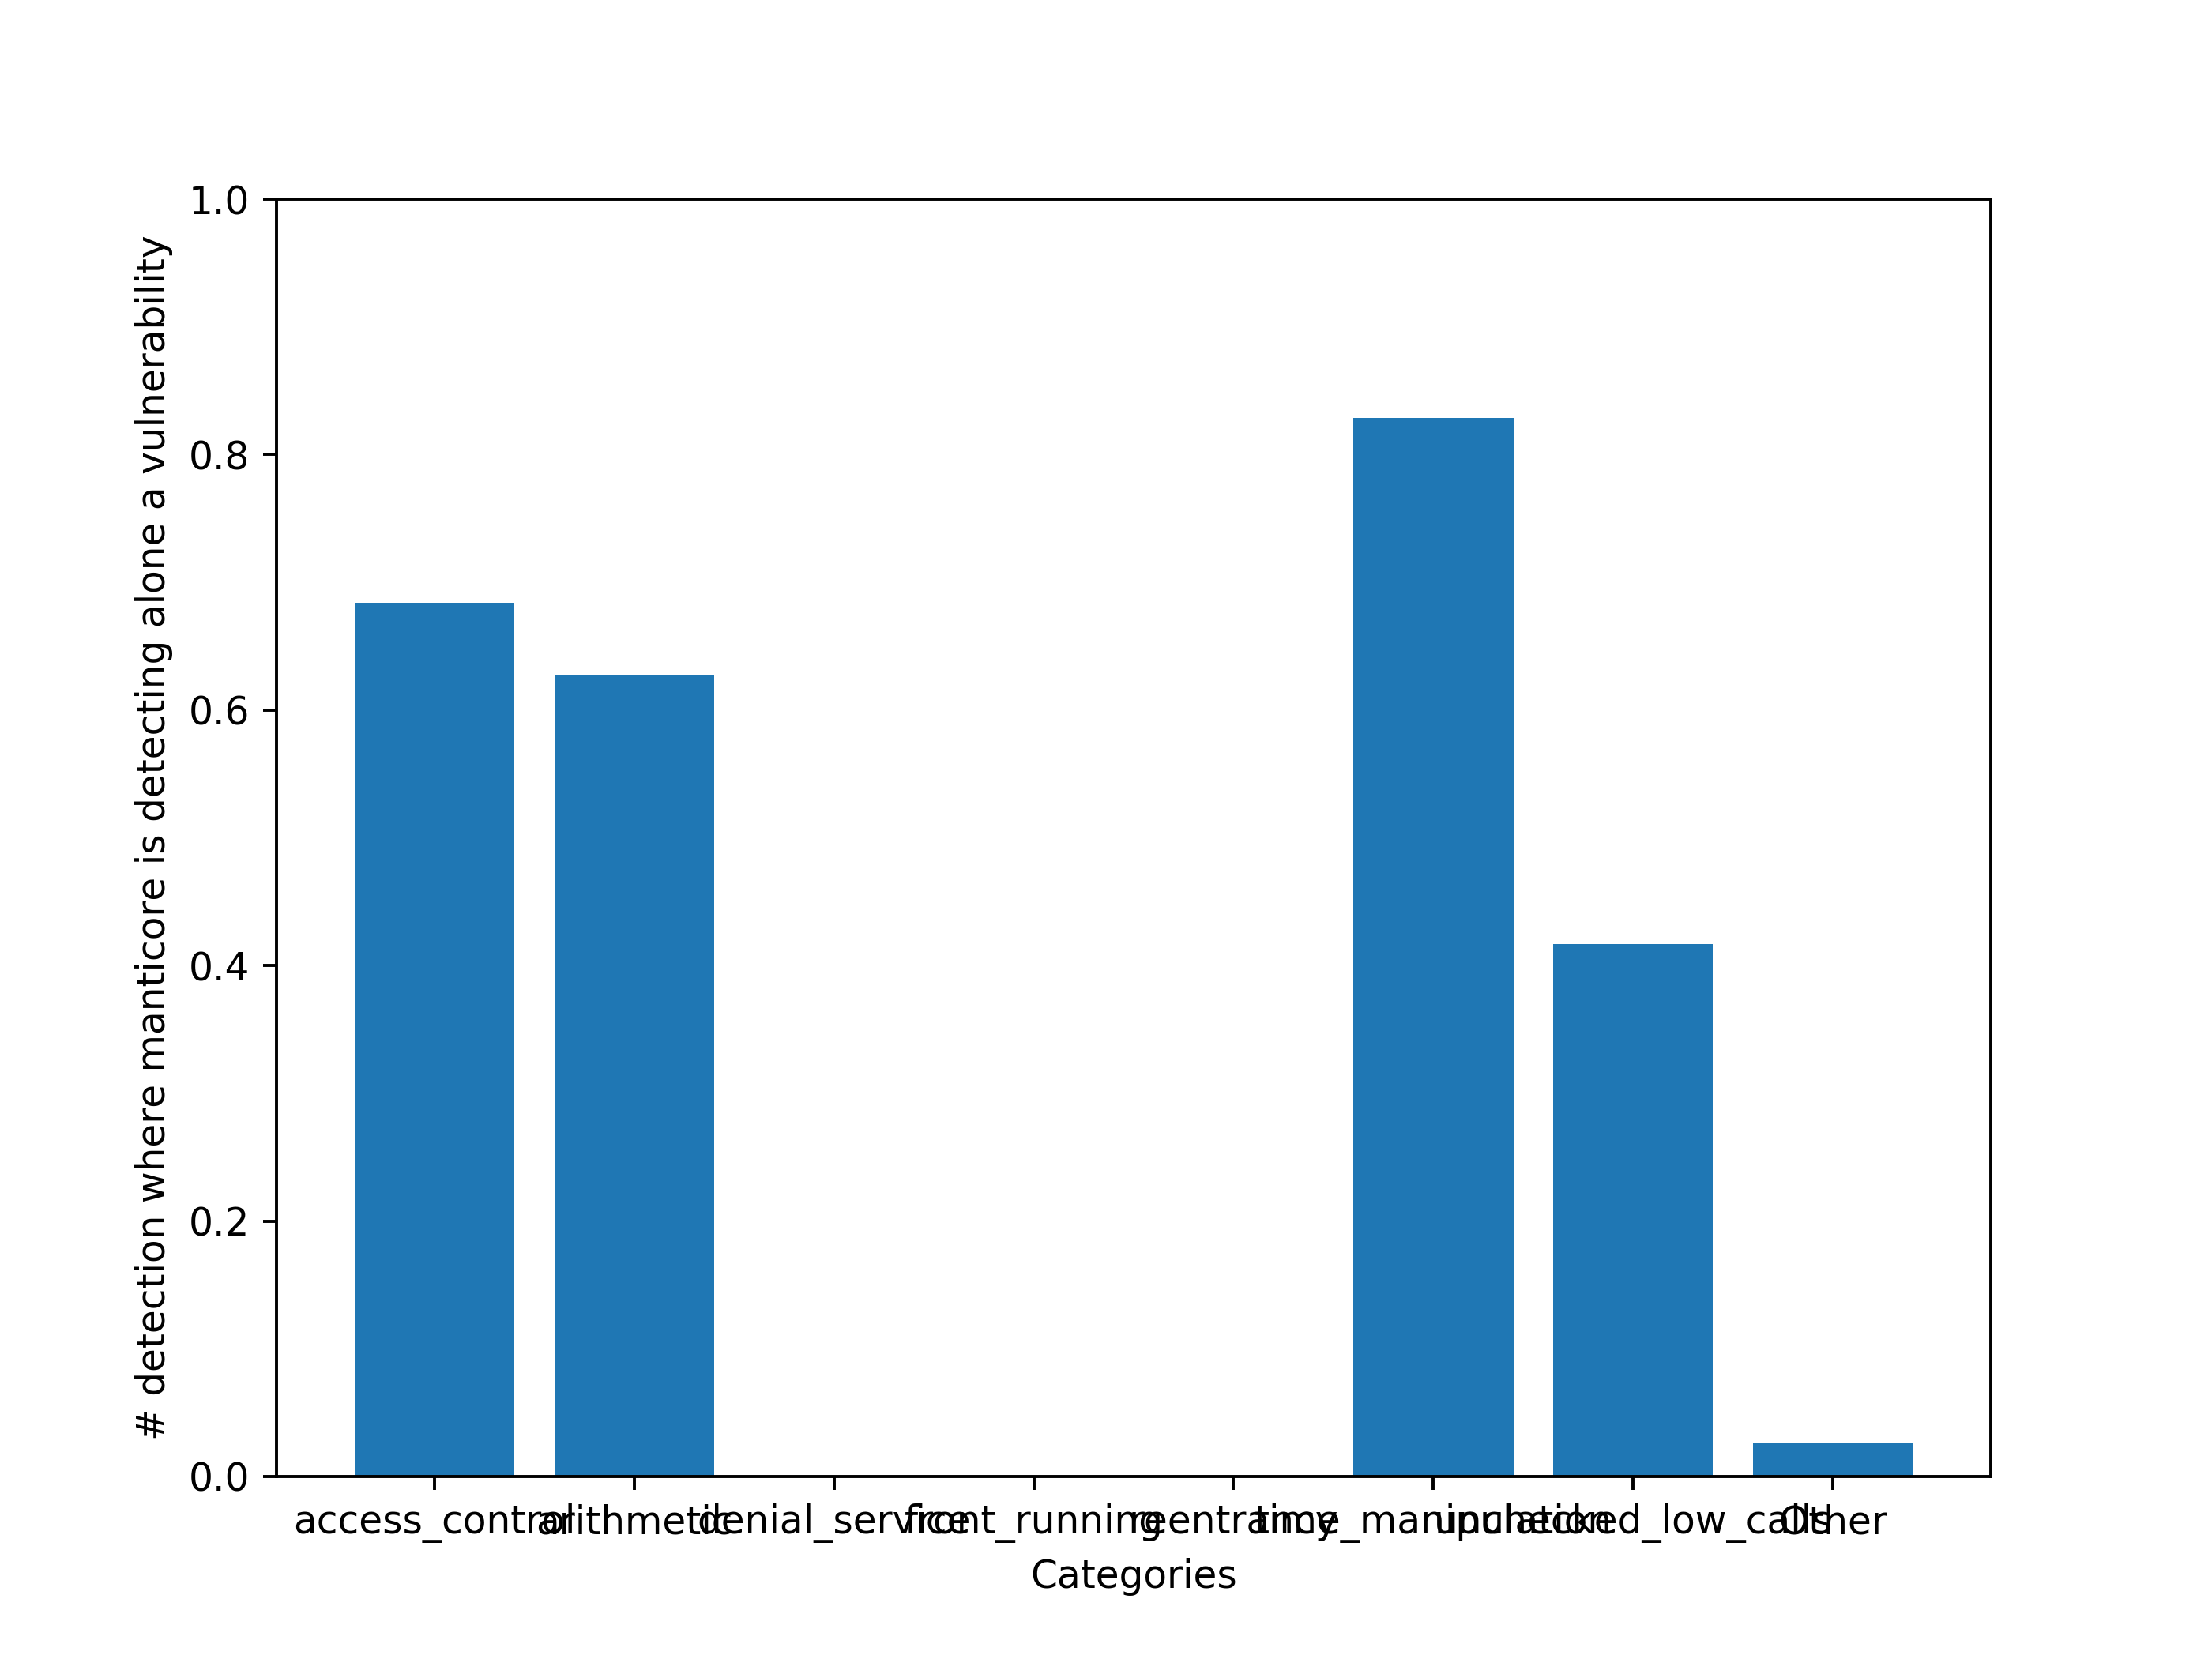 # detection where manticore is detecting alone a vulnerability
1.0
0.8
0.6
0.4
0.2
0.0
access_control
arithmetic
denial_service
front_running
reentrancy
time_manipulation
unchecked_low_calls
Other
Categories